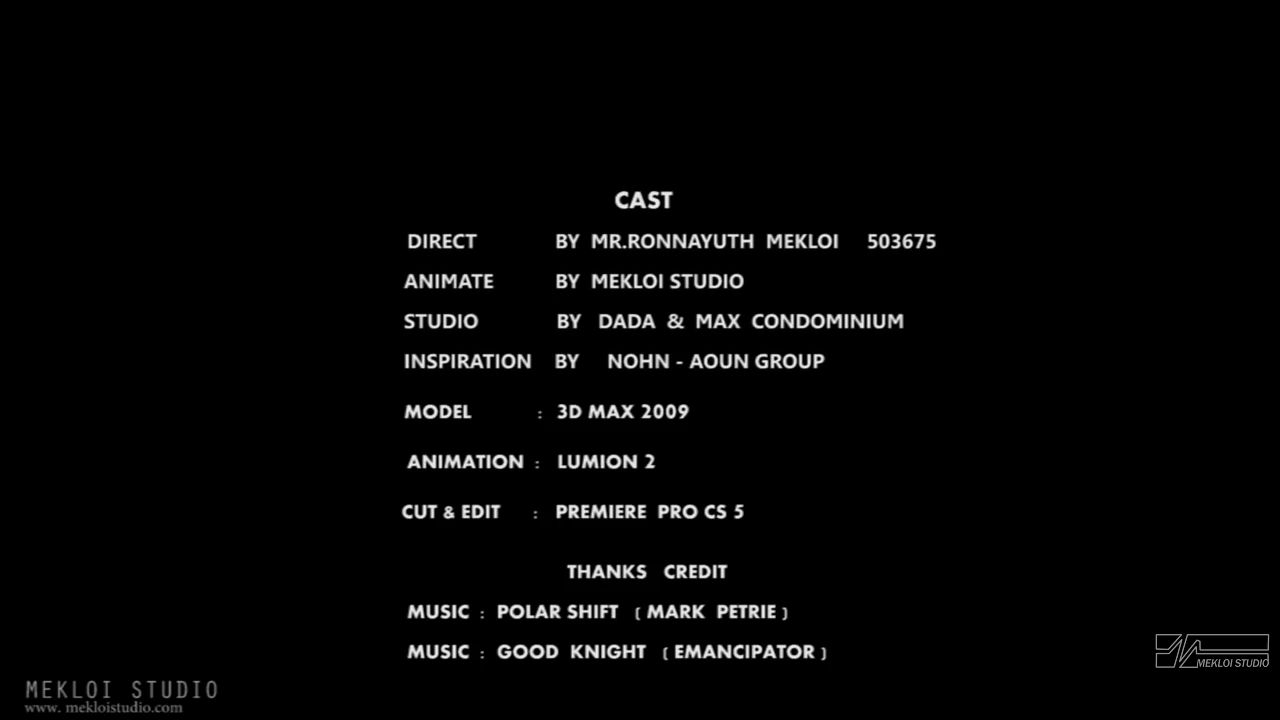 CAST
DIRECT BY MR.RONNAYUTH MEKLOI 503675
ANIMATE BY MEKLOI STUDIO
STUDIO BY DADA & MAX CONDOMINIUM
INSPIRATION BY NOHN - AOUN GROUP
MODEL : 3D MAX 2009
ANIMATION : LUMION 2
CUT & EDIT : PREMIERE PRO CS 5
THANKS CREDIT
MUSIC : POLAR SHIFT ( MARK PETRIE )
MUSIC : GOOD KNIGHT ( EMANCIPATOR )
MEKLOI STUDIO
MEKLOI STUDIO
www. mekloistudio.com